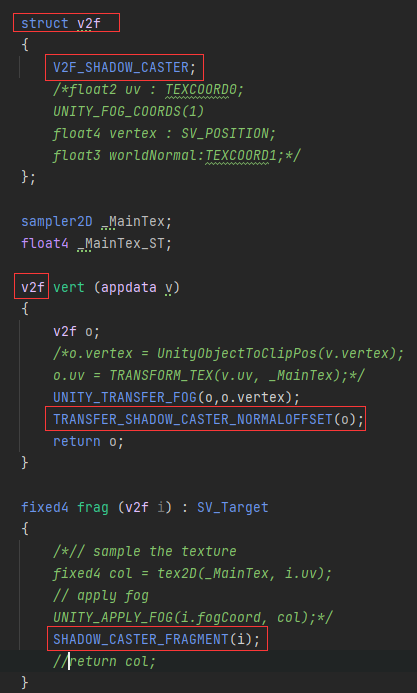 struct v2f
{
V2F_SHADOW_CASTER;
/*float2 uv : TEXCOORD0;
UNITY_FOG_COORDS(1)
float4 vertex : SV_POSITION;
float3 worldNormal:TEXCOORD1;*/
};
sampler2D _MainTex;
float4 _MainTex_ST;
v2f vert (appdata v)
{
v2f o;
/*o.vertex = UnityObjectToClipPos(v.vertex);
o.uv = TRANSFORM_TEX(v.uv, _MainTex);*/
UNITY_TRANSFER_FOG(o,o.vertex);
TRANSFER_SHADOW_CASTER_NORMALOFFSET(o);
return o;
}
fixed4 frag (v2f i) : SV_Target
{
/*// sample the texture
fixed4 col = tex2D(_MainTex, i.uv);
// apply fog
UNITY_APPLY_FOG(i.fogCoord, col);*/
SHADOW_CASTER_FRAGMENT(i);
//return col;
}